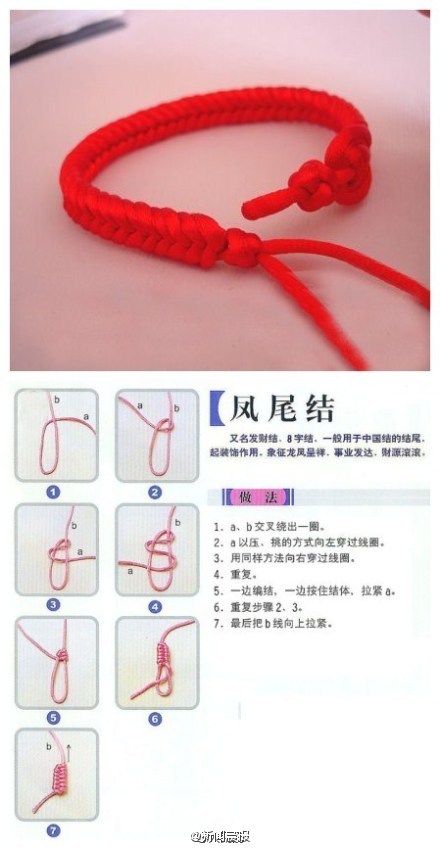 b
a
1
a
b
2
凤尾结
又名发财结，8字结，一般用于中国结的结尾，
起装饰作用。象征龙凤呈祥，事业发达，财源滚滚。
做法
1. a、b交叉绕出一圈。
2. a以压、挑的方式向左穿过线圈。
3. 用同样方法向右穿过线圈。
4. 重复。
5. 一边编结，一边按住结体，拉紧a。
6. 重复步骤2、3。
7. 最后把b线向上拉紧。
b
a
3
b
a
4
5
6
b
7
@新闻晨报